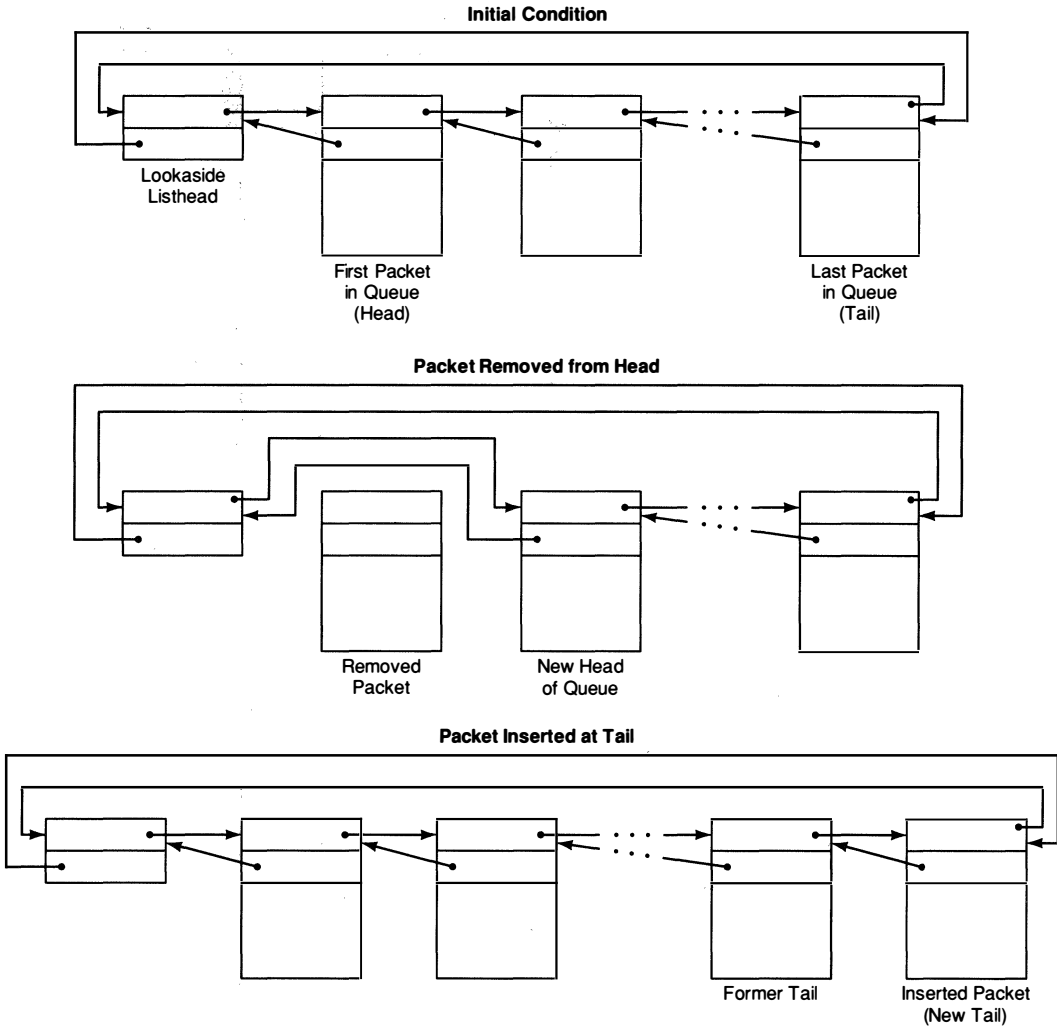 Initial Condition
Lookaside
Listhead
First Packet
in Queue
(Head)
Last Packet
in Queue
(Tail)
Packet Removed from Head
Removed
Packet
New Head
of Queue
Packet Inserted at Tail
Former Tail
Inserted Packet
(New Tail)